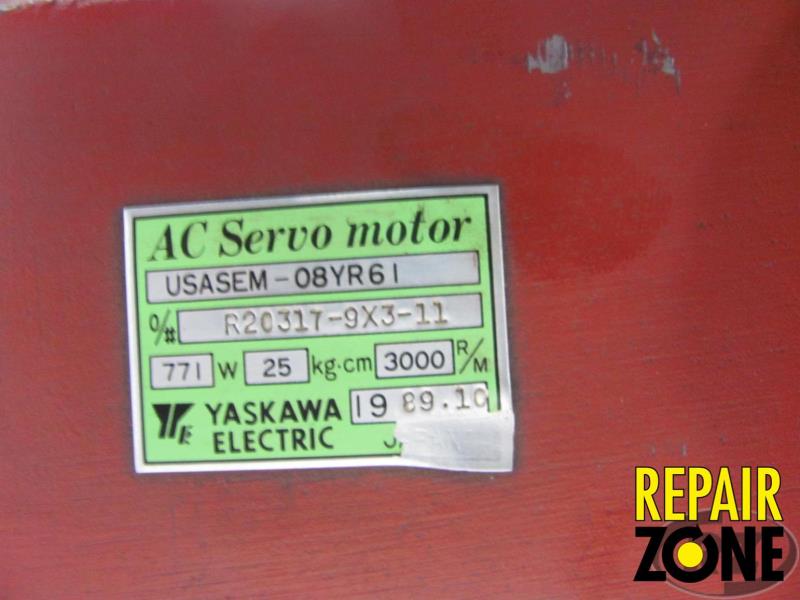 AC Servo motor
USASEM-08YR61
O/# R20317-9X3-11
771 W 25 kg·cm 3000 R/M
YASKAWA 1989.10
ELECTRIC
REPAIR
ZONE